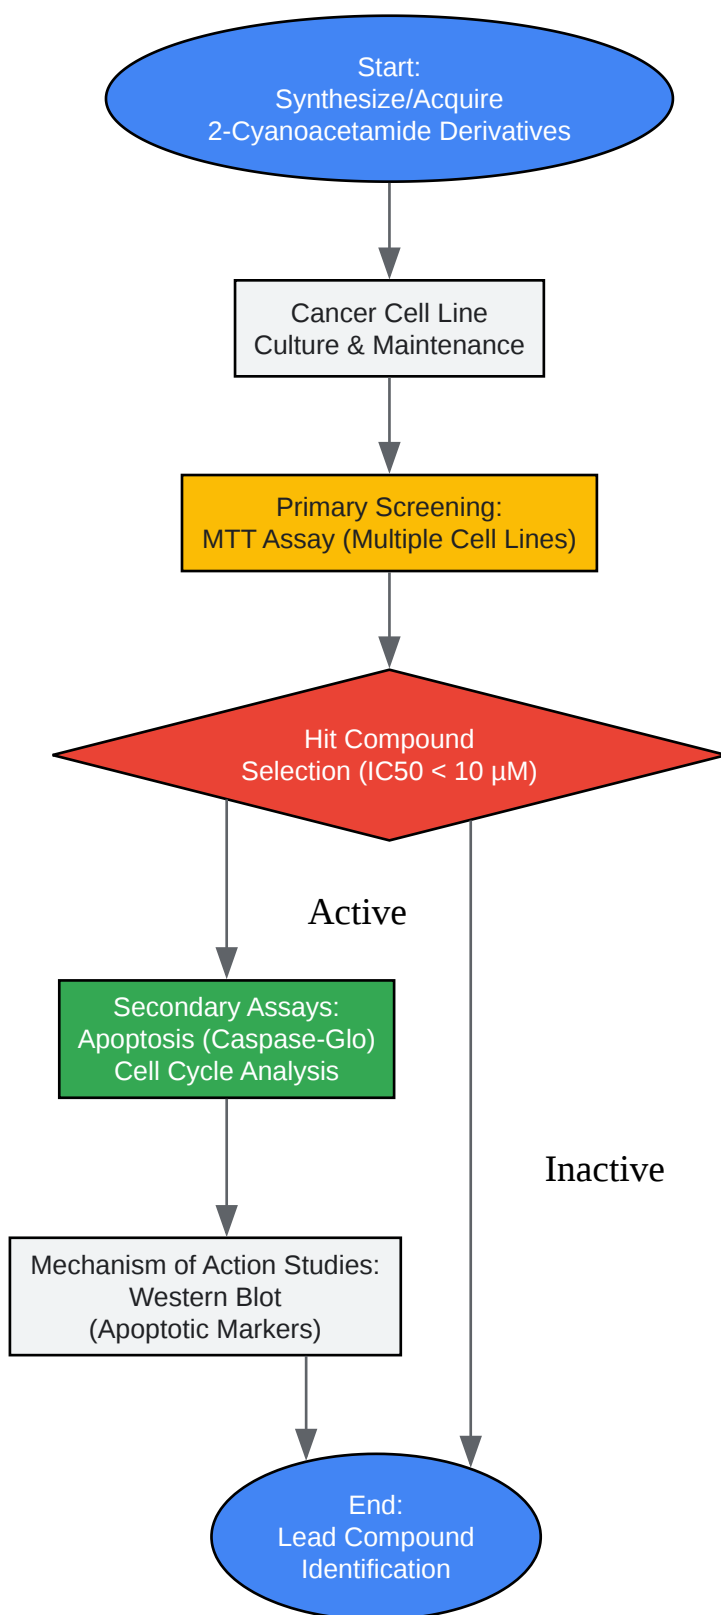 Start:
Synthesize/Acquire
2-Cyanoacetamide Derivatives
Cancer Cell Line
Culture & Maintenance
Primary Screening:
MTT Assay (Multiple Cell Lines)
Hit Compound
Selection (IC50 < 10 µM)
Active
Secondary Assays:
Apoptosis (Caspase-Glo)
Cell Cycle Analysis
Inactive
Mechanism of Action Studies:
Western Blot
(Apoptotic Markers)
End:
Lead Compound
Identification